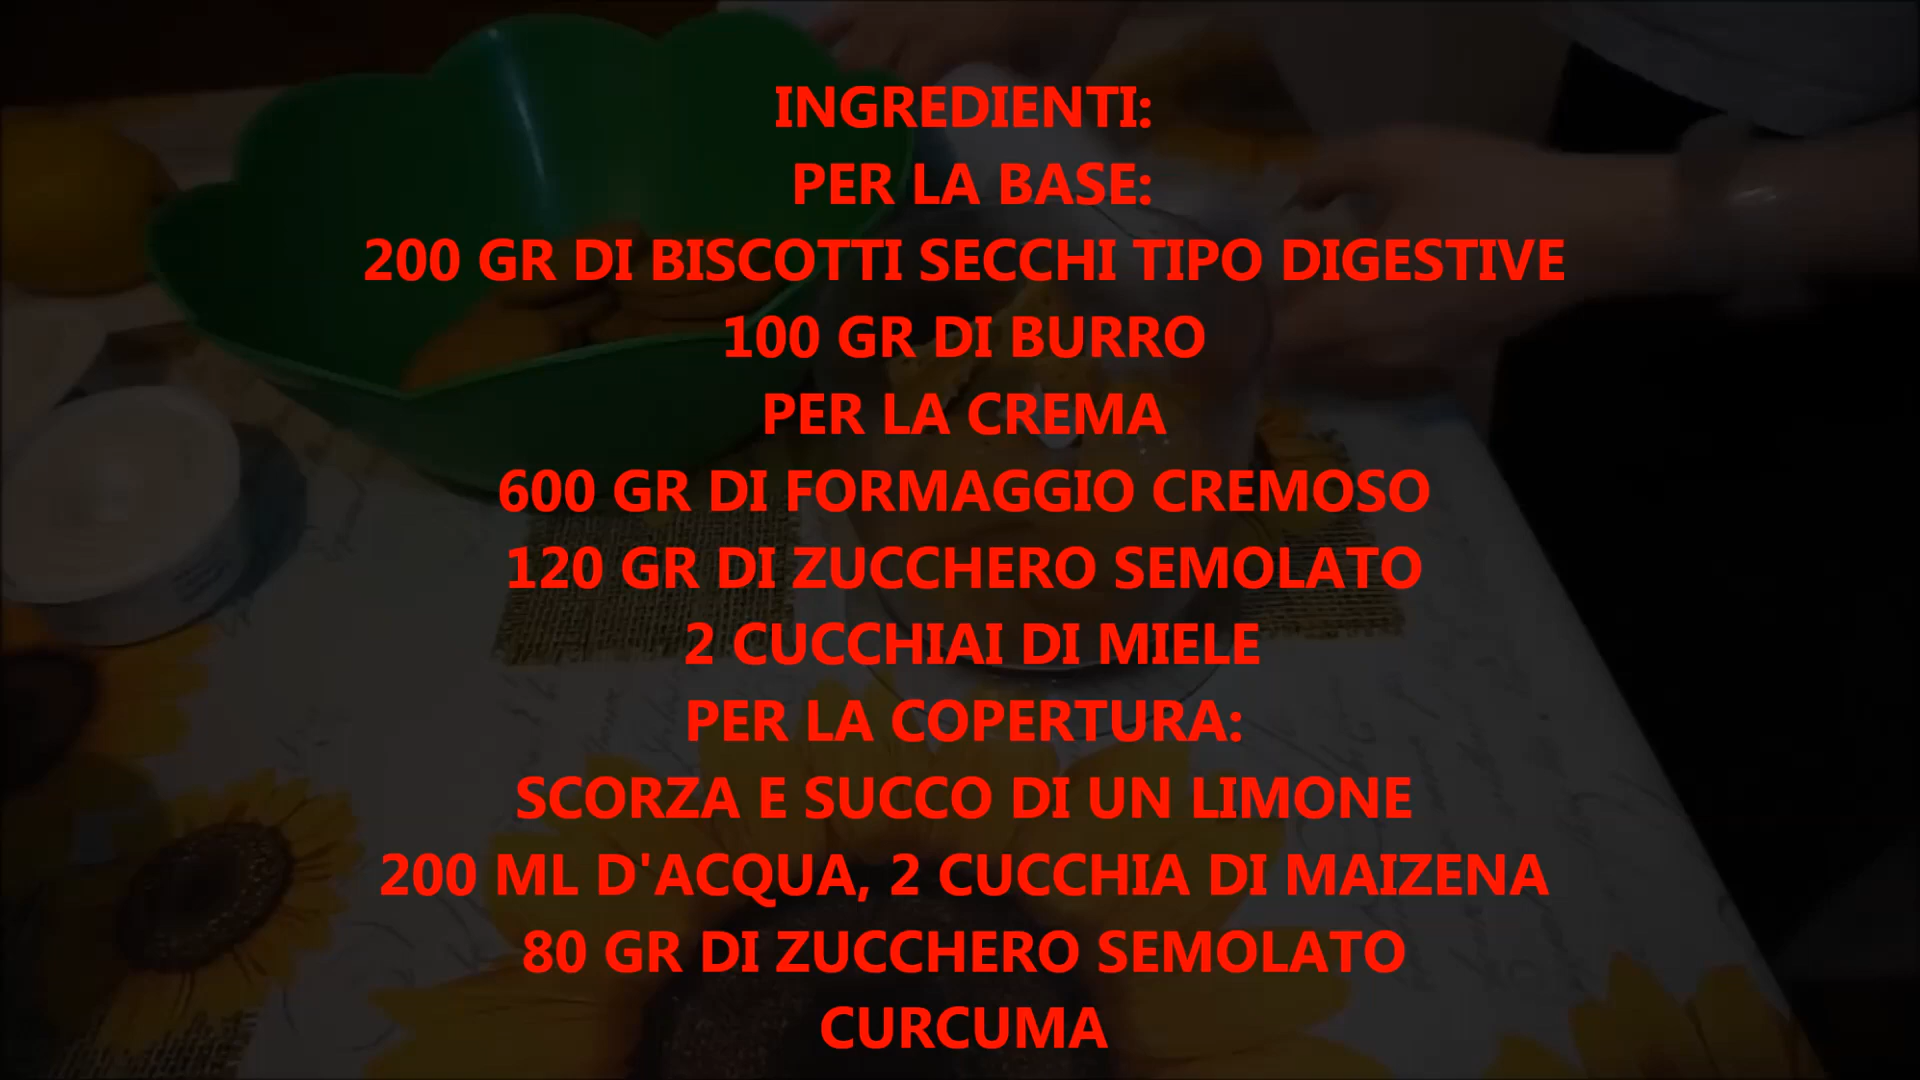 INGREDIENTI:
PER LA BASE:
200 GR DI BISCOTTI SECCHI TIPO DIGESTIVE
100 GR DI BURRO
PER LA CREMA
600 GR DI FORMAGGIO CREMOSO
120 GR DI ZUCCHERO SEMOLATO
2 CUCCHIAI DI MIELE
PER LA COPERTURA:
SCORZA E SUCCO DI UN LIMONE
200 ML D'ACQUA, 2 CUCCHIA DI MAIZENA
80 GR DI ZUCCHERO SEMOLATO
CURCUMA